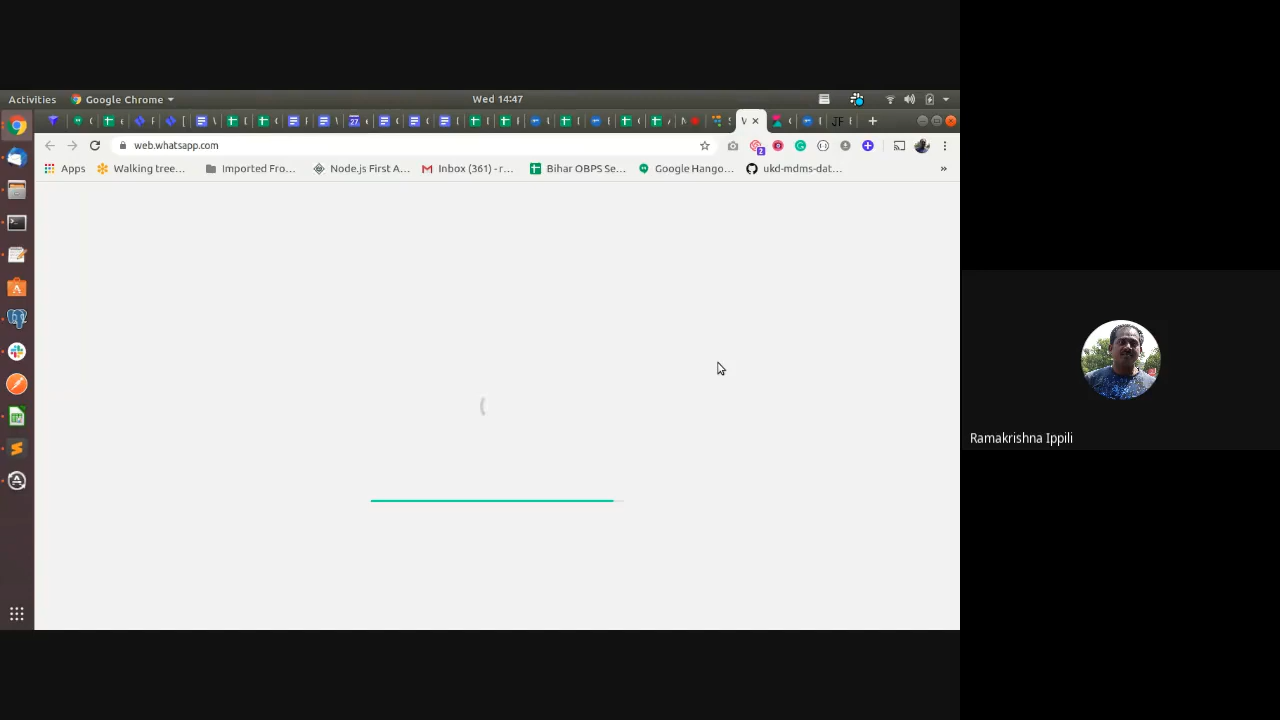 Activities Google Chrome Wed 14:47
web.whatsapp.com
2
Apps Walking tree... Imported Fro... Node.js First A... Inbox (361) - r... Bihar OBPS Se... Google Hango... ukd-mdms-dat... »
Ramakrishna Ippili